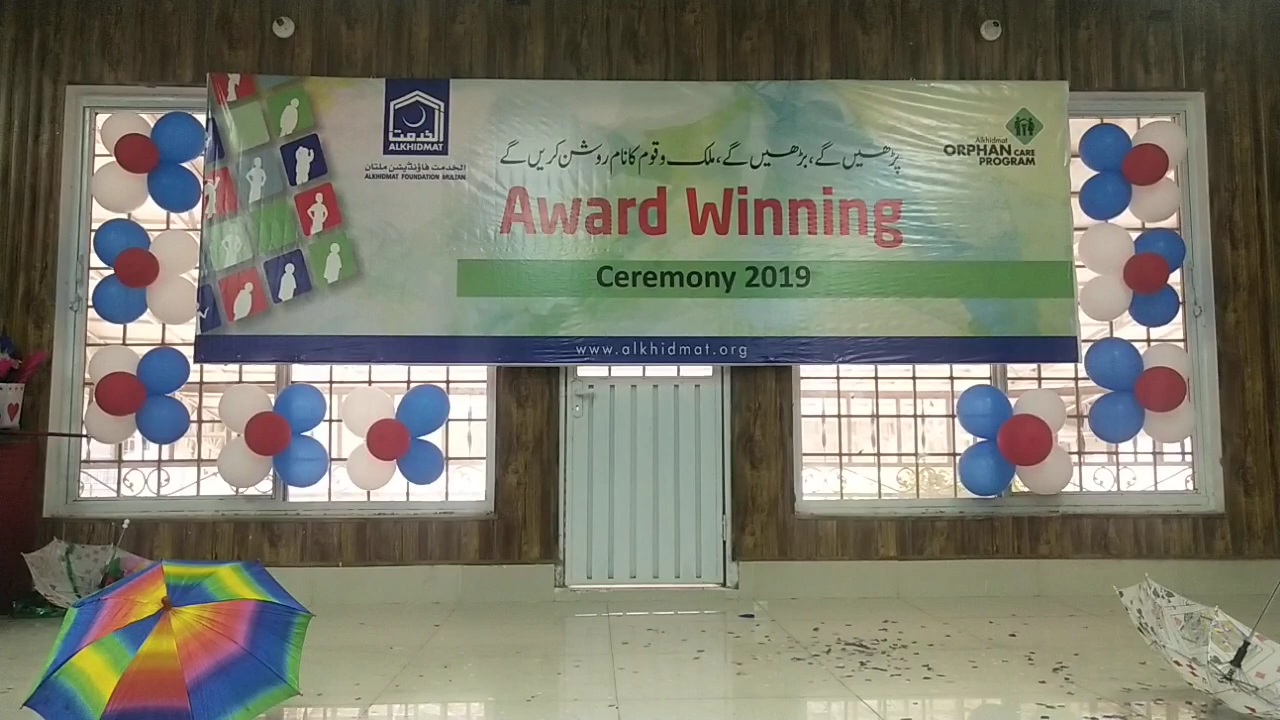 الخدمت
ALKHIDMAT
الخدمت فاؤنڈیشن ملتان
ALKHIDMAT FOUNDATION MULTAN
Alkhidmat
ORPHAN CARE
PROGRAM
پڑھیں گے، بڑھیں گے، ملک و قوم کا نام روشن کریں گے
Award Winning
Ceremony 2019
www.alkhidmat.org